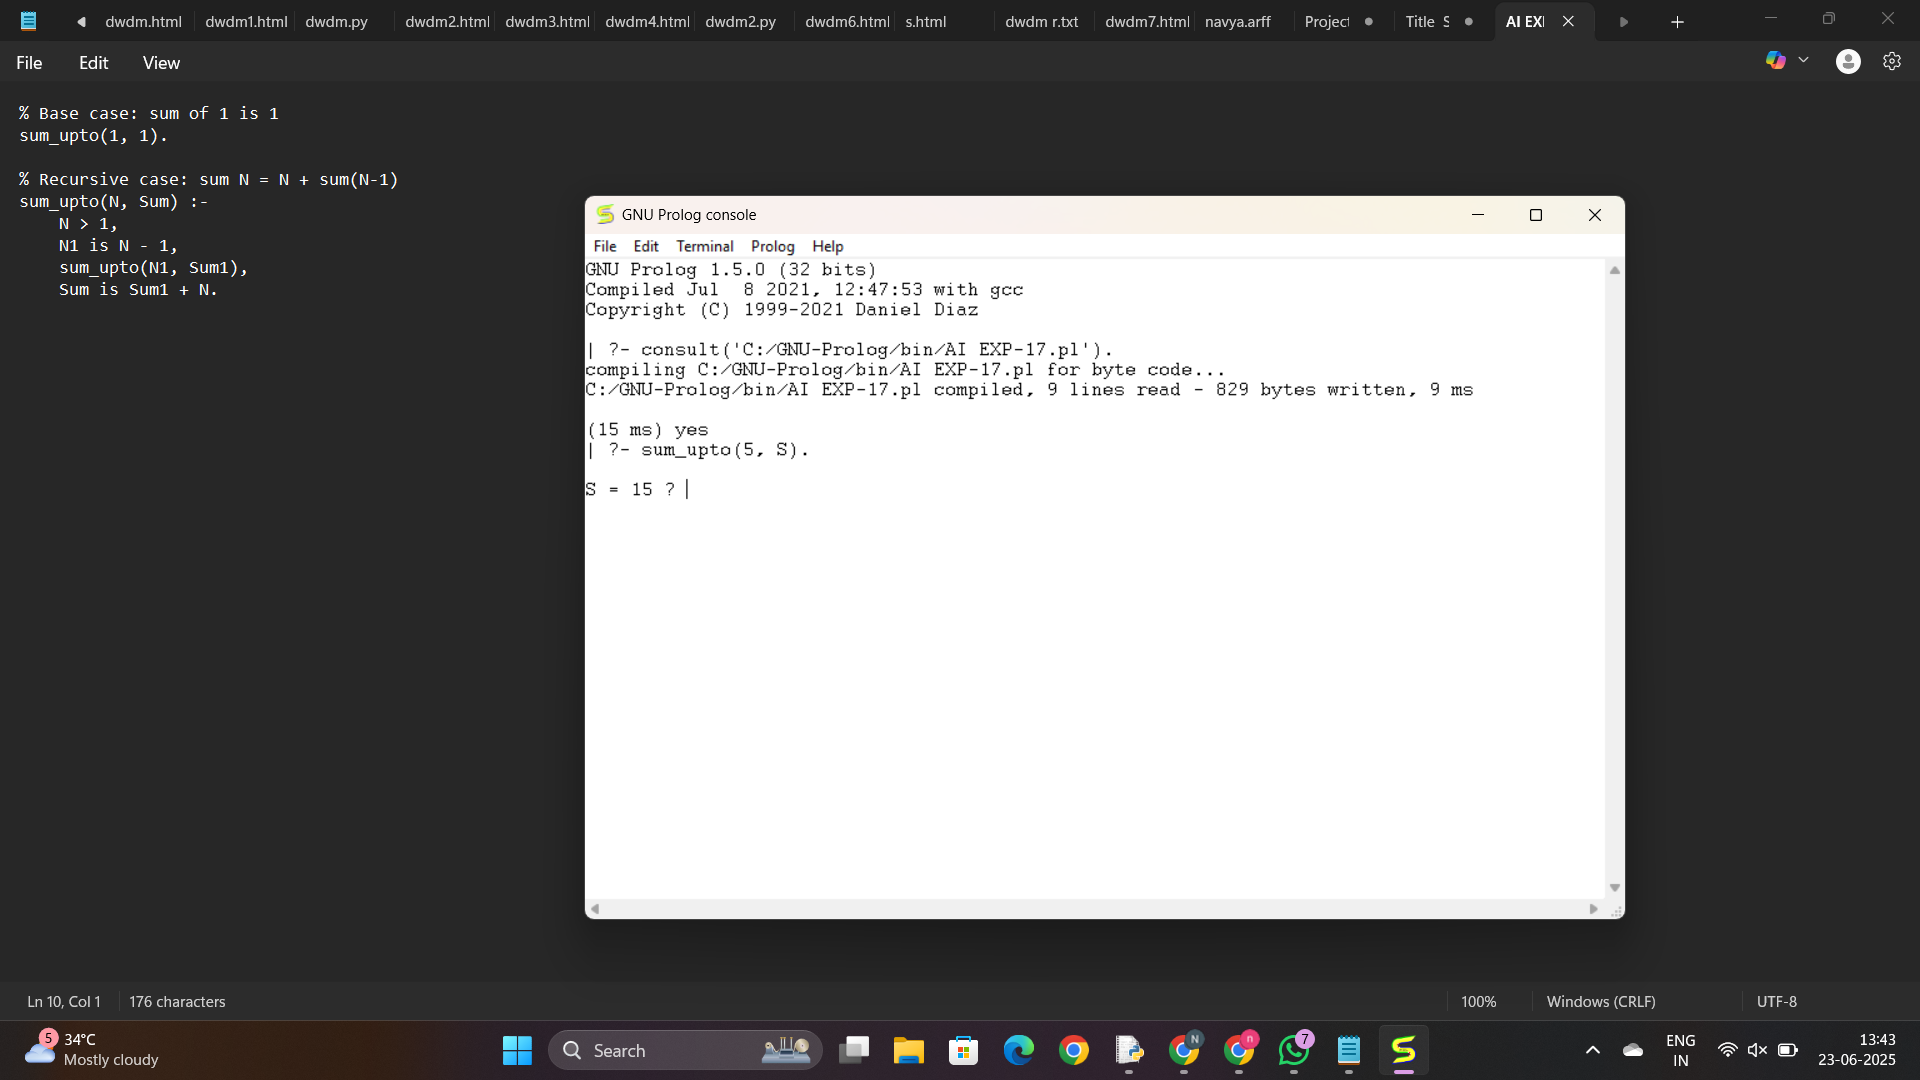 dwdm.html dwdm1.html dwdm.py dwdm2.html dwdm3.html dwdm4.html dwdm2.py dwdm6.html s.html dwdm r.txt dwdm7.html navya.arff Project Title S AI EX
File Edit View
% Base case: sum of 1 is 1
sum_upto(1, 1).
% Recursive case: sum N = N + sum(N-1)
sum_upto(N, Sum) :-
N > 1,
N1 is N - 1,
sum_upto(N1, Sum1),
Sum is Sum1 + N.
GNU Prolog console
File Edit Terminal Prolog Help
GNU Prolog 1.5.0 (32 bits)
Compiled Jul  8 2021, 12:47:53 with gcc
Copyright (C) 1999-2021 Daniel Diaz
| ?- consult('C:/GNU-Prolog/bin/AI EXP-17.pl').
compiling C:/GNU-Prolog/bin/AI EXP-17.pl for byte code...
C:/GNU-Prolog/bin/AI EXP-17.pl compiled, 9 lines read - 829 bytes written, 9 ms
(15 ms) yes
| ?- sum_upto(5, S).
S = 15 ?
Ln 10, Col 1 176 characters 100% Windows (CRLF) UTF-8
5 34°C
Mostly cloudy
Search
N n 7
ENG
IN
13:43
23-06-2025